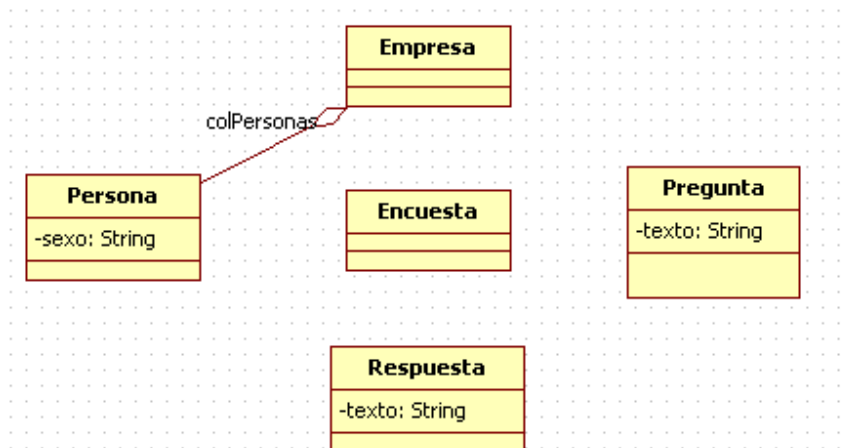 Empresa
colPersonas
Persona
-sexo: String
Encuesta
Pregunta
-texto: String
Respuesta
-texto: String